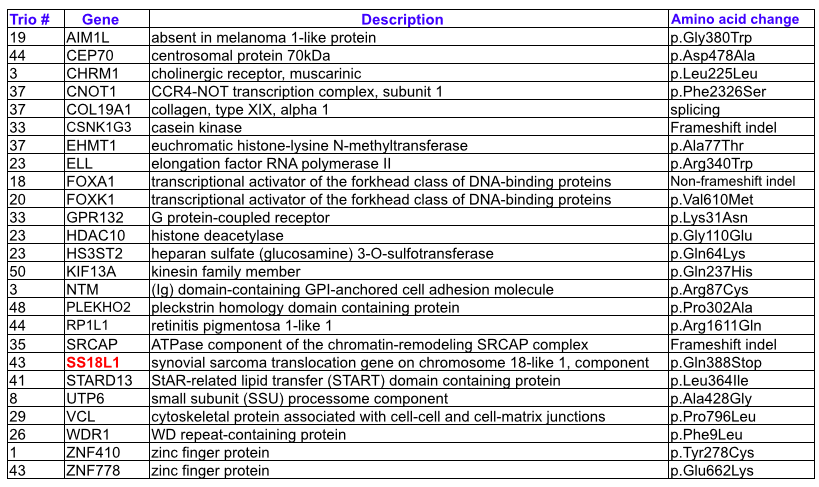 Trio # Gene Description Amino acid change
19 AIM1L absent in melanoma 1-like protein p.Gly380Trp
44 CEP70 centrosomal protein 70kDa p.Asp478Ala
3 CHRM1 cholinergic receptor, muscarinic p.Leu225Leu
37 CNOT1 CCR4-NOT transcription complex, subunit 1 p.Phe2326Ser
37 COL19A1 collagen, type XIX, alpha 1 splicing
33 CSNK1G3 casein kinase Frameshift indel
37 EHMT1 euchromatic histone-lysine N-methyltransferase p.Ala77Thr
23 ELL elongation factor RNA polymerase II p.Arg340Trp
18 FOXA1 transcriptional activator of the forkhead class of DNA-binding proteins Non-frameshift indel
20 FOXK1 transcriptional activator of the forkhead class of DNA-binding proteins p.Val610Met
33 GPR132 G protein-coupled receptor p.Lys31Asn
23 HDAC10 histone deacetylase p.Gly110Glu
23 HS3ST2 heparan sulfate (glucosamine) 3-O-sulfotransferase p.Gln64Lys
50 KIF13A kinesin family member p.Gln237His
3 NTM (Ig) domain-containing GPI-anchored cell adhesion molecule p.Arg87Cys
48 PLEKHO2 pleckstrin homology domain containing protein p.Pro302Ala
44 RP1L1 retinitis pigmentosa 1-like 1 p.Arg1611Gln
35 SRCAP ATPase component of the chromatin-remodeling SRCAP complex Frameshift indel
43 SS18L1 synovial sarcoma translocation gene on chromosome 18-like 1, component p.Gln388Stop
41 STARD13 StAR-related lipid transfer (START) domain containing protein p.Leu364Ile
8 UTP6 small subunit (SSU) processome component p.Ala428Gly
29 VCL cytoskeletal protein associated with cell-cell and cell-matrix junctions p.Pro796Leu
26 WDR1 WD repeat-containing protein p.Phe9Leu
1 ZNF410 zinc finger protein p.Tyr278Cys
43 ZNF778 zinc finger protein p.Glu662Lys